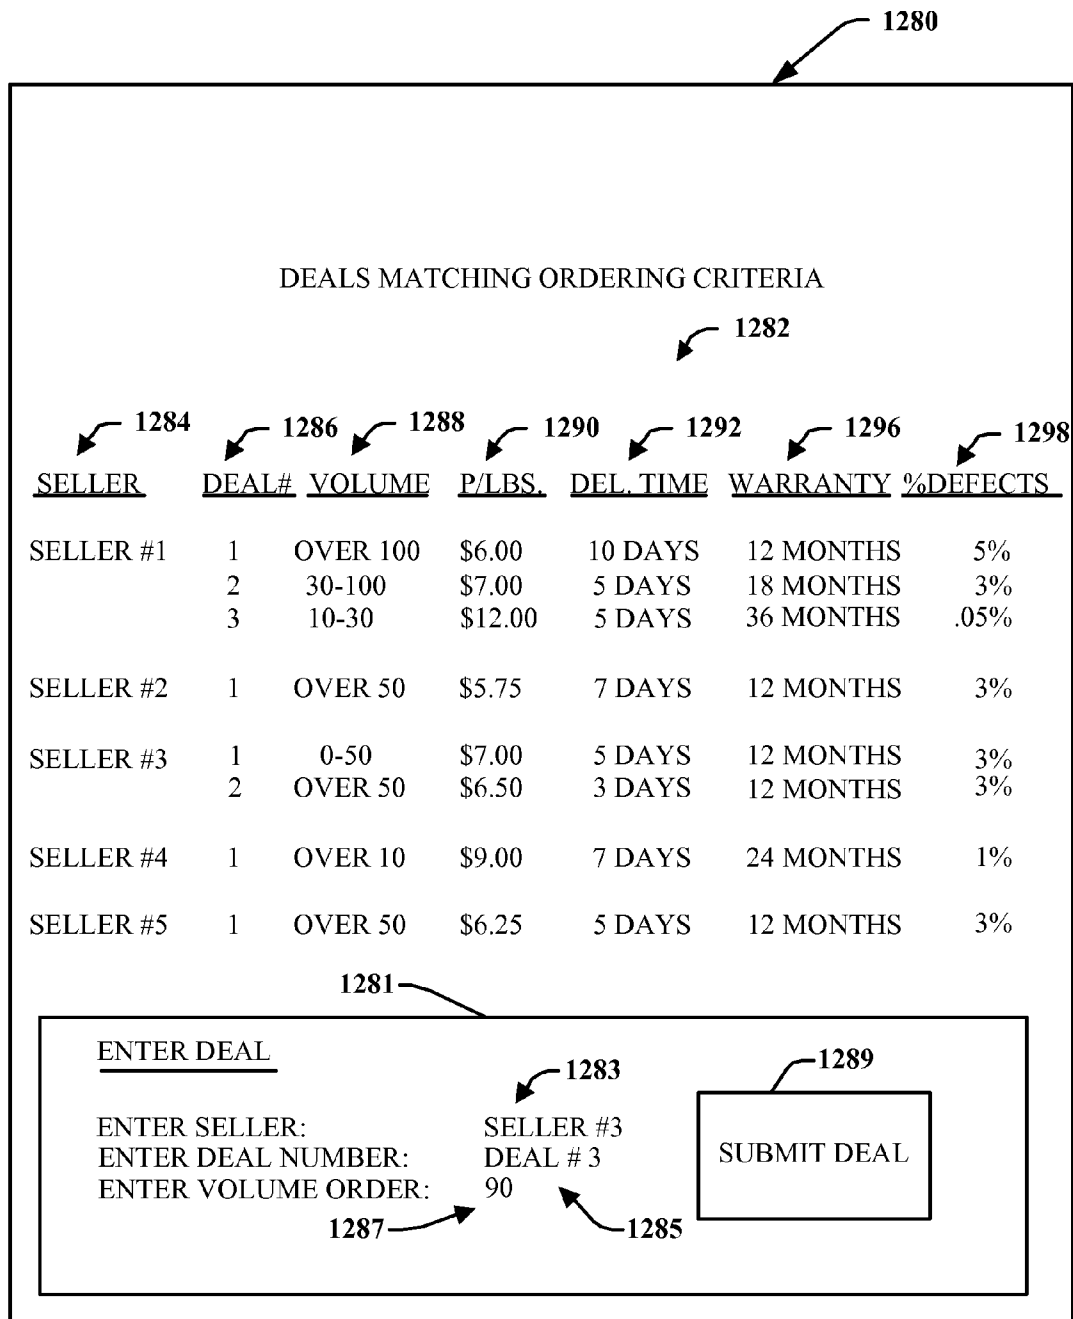 1280
DEALS MATCHING ORDERING CRITERIA
1282
1284 1286 1288 1290 1292 1296 1298
SELLER DEAL# VOLUME P/LBS. DEL. TIME WARRANTY %DEFECTS
SELLER #1 1 OVER 100 $6.00 10 DAYS 12 MONTHS 5%
2 30-100 $7.00 5 DAYS 18 MONTHS 3%
3 10-30 $12.00 5 DAYS 36 MONTHS .05%
SELLER #2 1 OVER 50 $5.75 7 DAYS 12 MONTHS 3%
SELLER #3 1 0-50 $7.00 5 DAYS 12 MONTHS 3%
2 OVER 50 $6.50 3 DAYS 12 MONTHS 3%
SELLER #4 1 OVER 10 $9.00 7 DAYS 24 MONTHS 1%
SELLER #5 1 OVER 50 $6.25 5 DAYS 12 MONTHS 3%
1281
ENTER DEAL
1283 1289
ENTER SELLER: SELLER #3
ENTER DEAL NUMBER: DEAL # 3 SUBMIT DEAL
ENTER VOLUME ORDER: 90
1287 1285